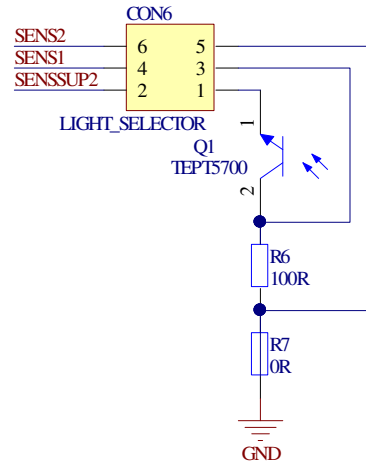 CON6
SENS2 6 5
SENS1 4 3
SENSSUP2 2 1
LIGHT_SELECTOR
1
Q1
TEPT5700
2
R6
100R
R7
0R
GND